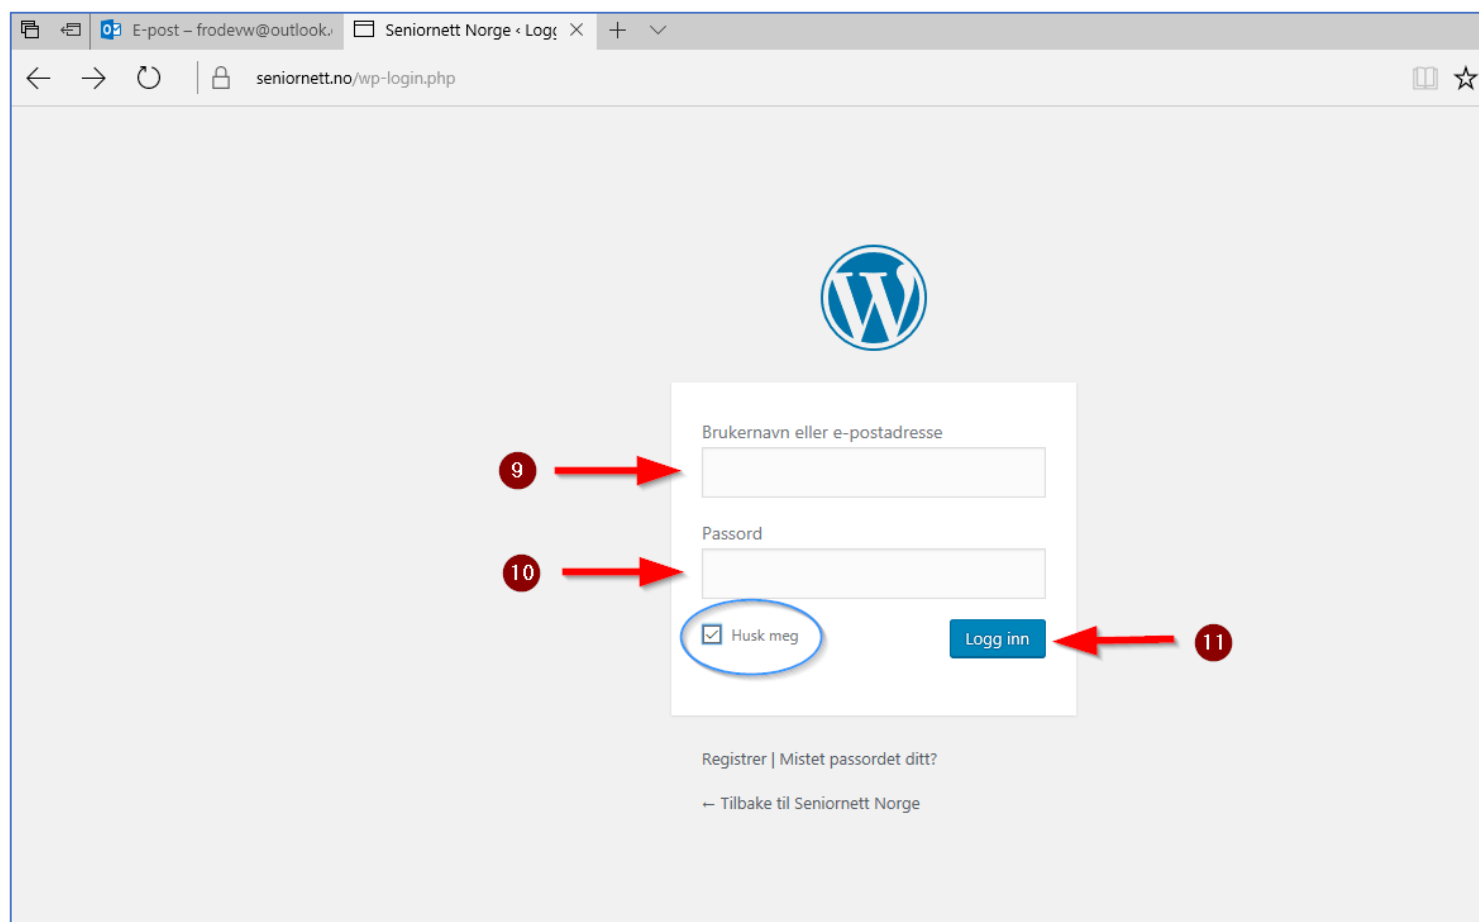 E-post – frodevw@outlook.
Seniornett Norge ‹ Logg
seniornett.no/wp-login.php
Brukernavn eller e-postadresse
9
Passord
10
Husk meg
Logg inn
11
Registrer | Mistet passordet ditt?
← Tilbake til Seniornett Norge